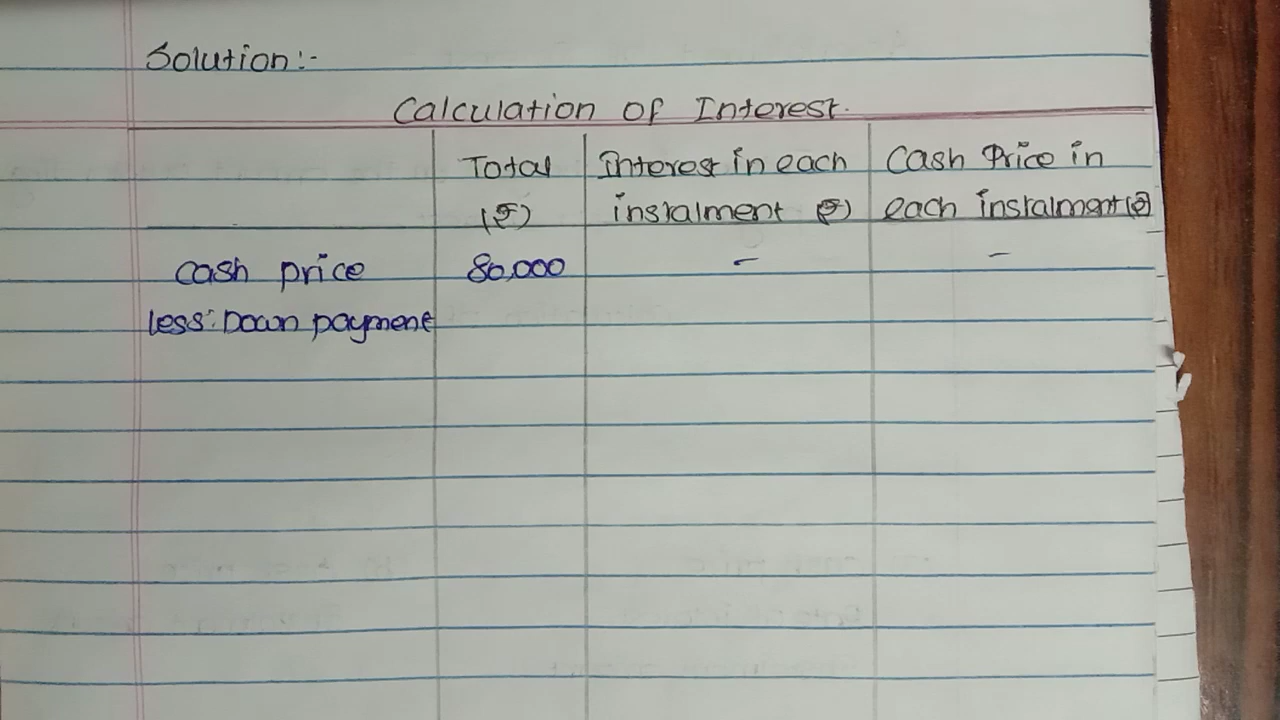 Solution:-
Calculation of Interest.
Total Interest in each Cash Price in
(₹) instalment (₹) each instalment (₹)
cash price 80,000 - -
less: Down payment